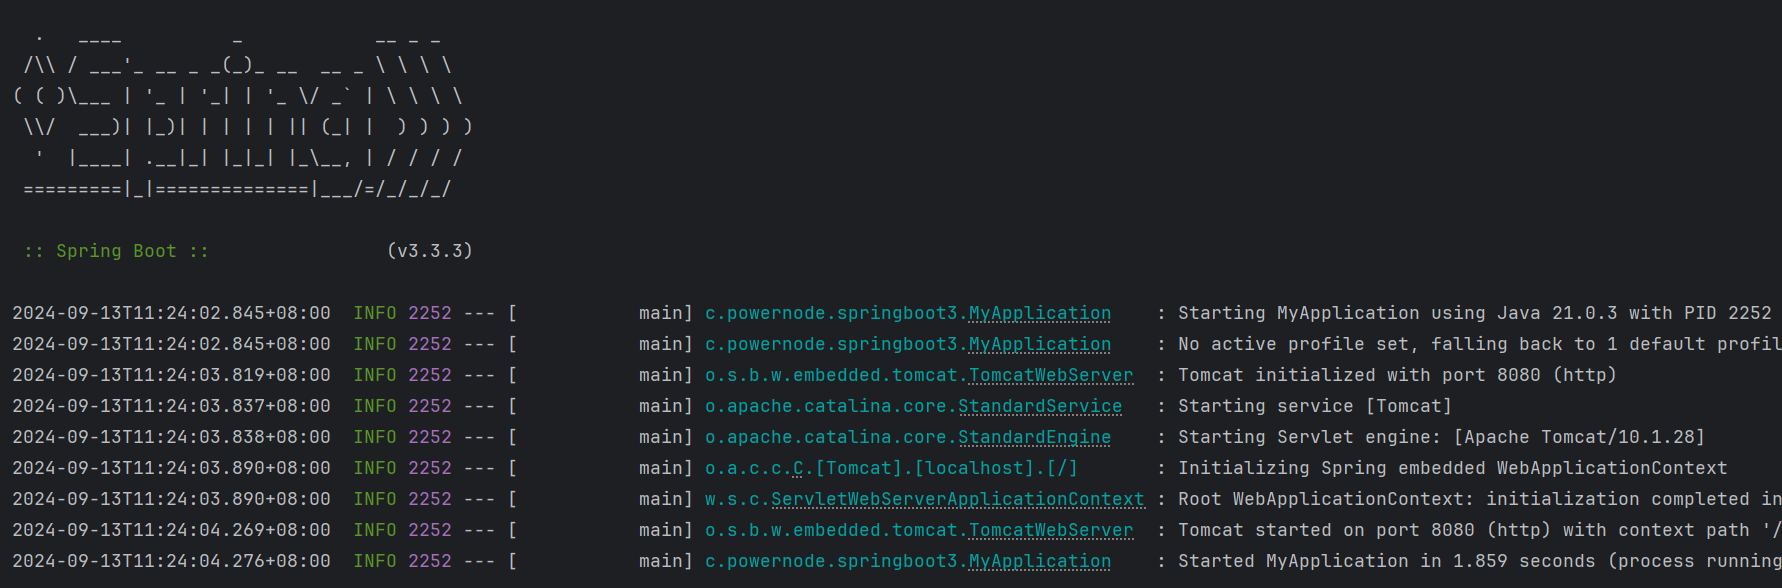 .   ____          _            __ _ _
 /\\ / ___'_ __ _ _(_)_ __  __ _ \ \ \ \
( ( )\___ | '_ | '_| | '_ \/ _` | \ \ \ \
 \\/  ___)| |_)| | | | | || (_| |  ) ) ) )
  '  |____| .__|_| |_|_| |_\__, | / / / /
 =========|_|==============|___/=/_/_/_/

 :: Spring Boot ::                (v3.3.3)

2024-09-13T11:24:02.845+08:00  INFO 2252 --- [           main] c.powernode.springboot3.MyApplication    : Starting MyApplication using Java 21.0.3 with PID 2252
2024-09-13T11:24:02.845+08:00  INFO 2252 --- [           main] c.powernode.springboot3.MyApplication    : No active profile set, falling back to 1 default profil
2024-09-13T11:24:03.819+08:00  INFO 2252 --- [           main] o.s.b.w.embedded.tomcat.TomcatWebServer  : Tomcat initialized with port 8080 (http)
2024-09-13T11:24:03.837+08:00  INFO 2252 --- [           main] o.apache.catalina.core.StandardService   : Starting service [Tomcat]
2024-09-13T11:24:03.838+08:00  INFO 2252 --- [           main] o.apache.catalina.core.StandardEngine    : Starting Servlet engine: [Apache Tomcat/10.1.28]
2024-09-13T11:24:03.890+08:00  INFO 2252 --- [           main] o.a.c.c.C.[Tomcat].[localhost].[/]       : Initializing Spring embedded WebApplicationContext
2024-09-13T11:24:03.890+08:00  INFO 2252 --- [           main] w.s.c.ServletWebServerApplicationContext : Root WebApplicationContext: initialization completed in
2024-09-13T11:24:04.269+08:00  INFO 2252 --- [           main] o.s.b.w.embedded.tomcat.TomcatWebServer  : Tomcat started on port 8080 (http) with context path '/
2024-09-13T11:24:04.276+08:00  INFO 2252 --- [           main] c.powernode.springboot3.MyApplication    : Started MyApplication in 1.859 seconds (process running